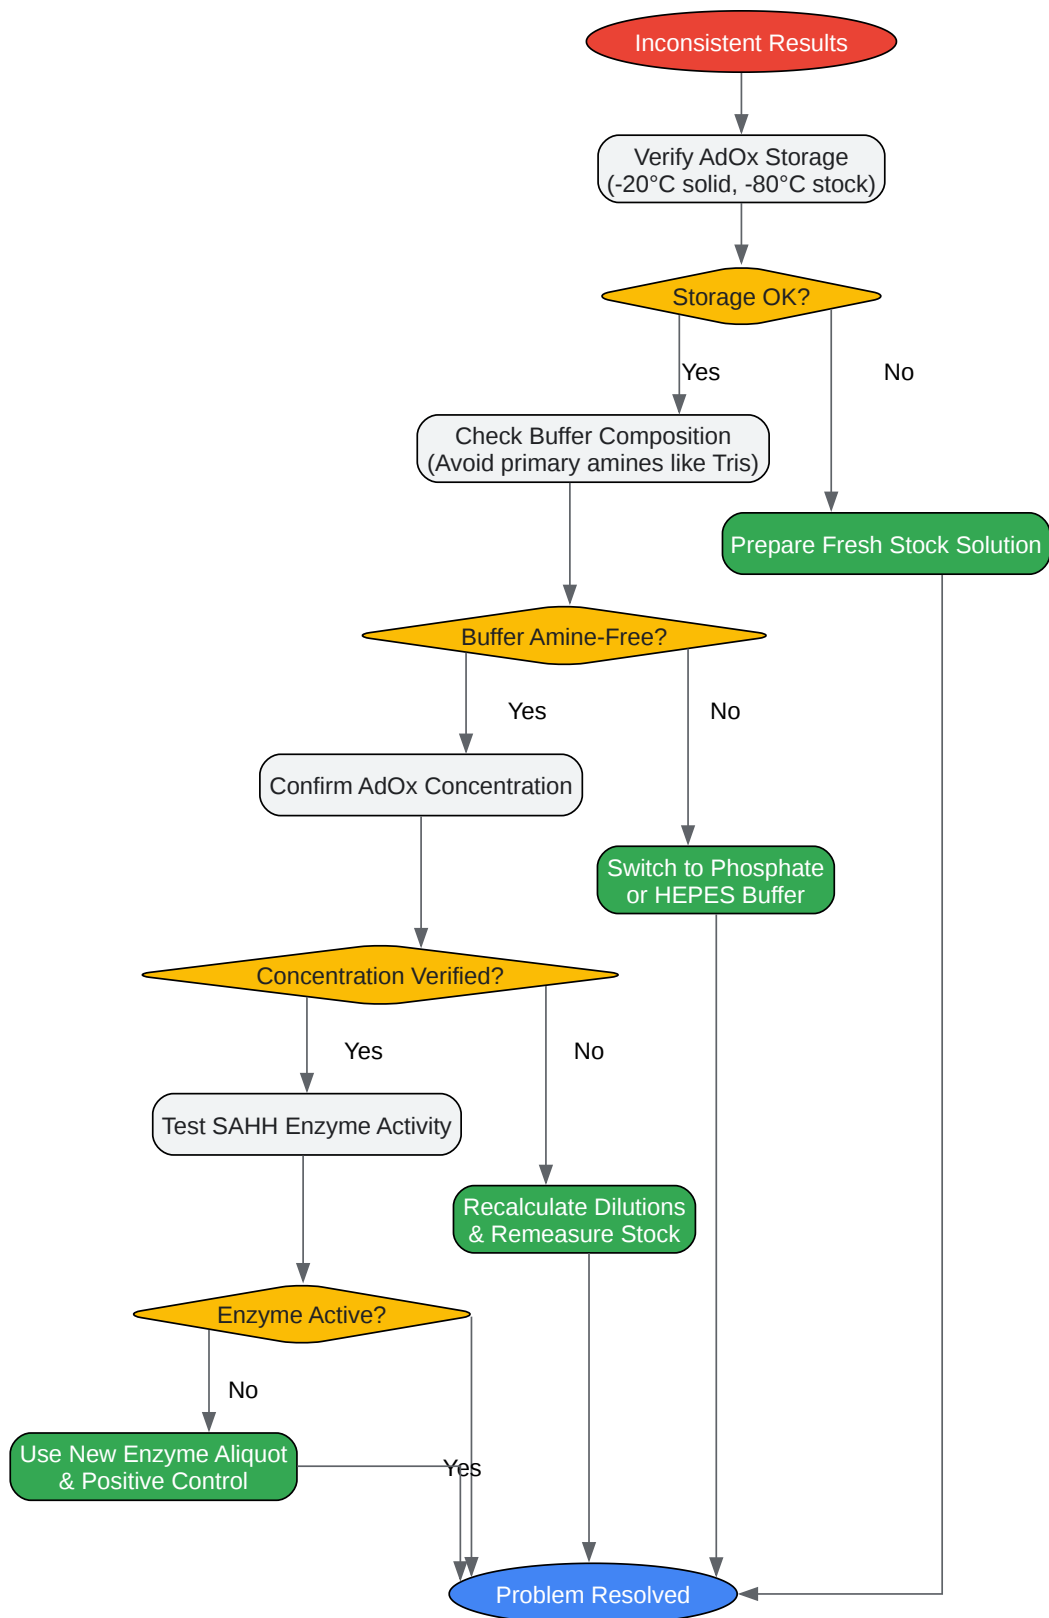 Inconsistent Results
Verify AdOx Storage
(-20°C solid, -80°C stock)
Storage OK?
Yes
No
Check Buffer Composition
(Avoid primary amines like Tris)
Prepare Fresh Stock Solution
Buffer Amine-Free?
Yes
No
Confirm AdOx Concentration
Switch to Phosphate
or HEPES Buffer
Concentration Verified?
Yes
No
Test SAHH Enzyme Activity
Recalculate Dilutions
& Remeasure Stock
Enzyme Active?
No
Use New Enzyme Aliquot
& Positive Control
Yes
Problem Resolved